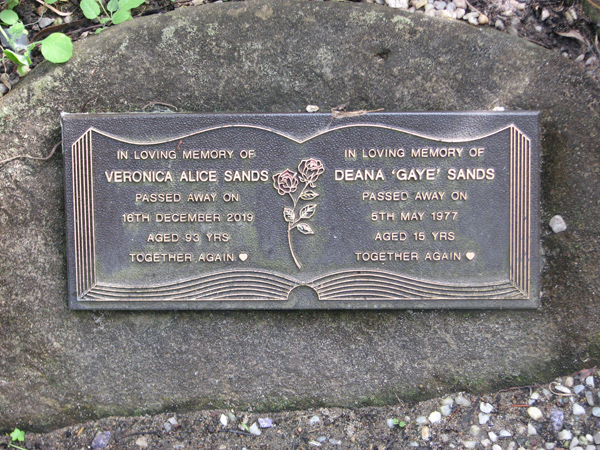 IN LOVING MEMORY OF
VERONICA ALICE SANDS
PASSED AWAY ON
16TH DECEMBER 2019
AGED 93 YRS
TOGETHER AGAIN ♥
IN LOVING MEMORY OF
DEANA 'GAYE' SANDS
PASSED AWAY ON
5TH MAY 1977
AGED 15 YRS
TOGETHER AGAIN ♥